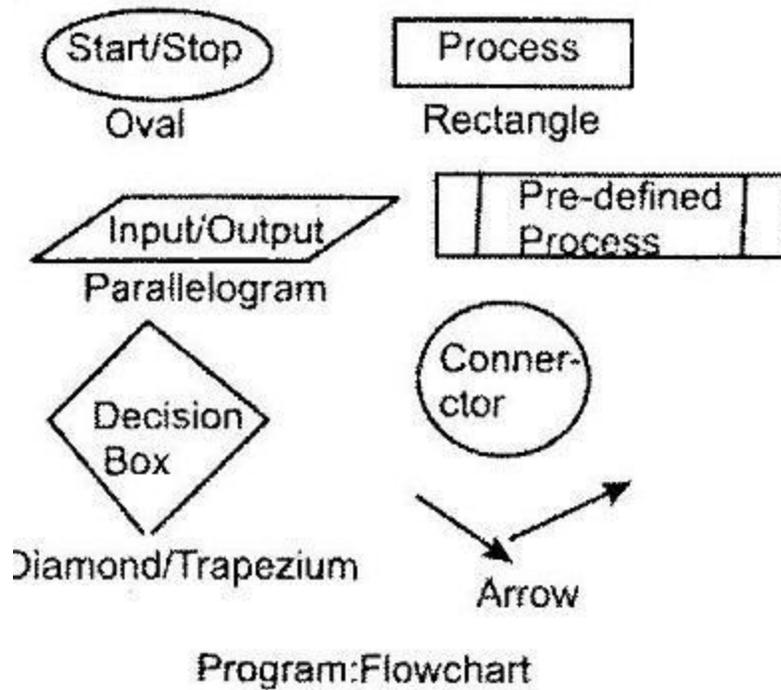 Start/Stop
Oval
Process
Rectangle
Input/Output
Parallelogram
Pre-defined
Process
Decision
Box
Diamond/Trapezium
Conner-
ctor
Arrow
Program:Flowchart